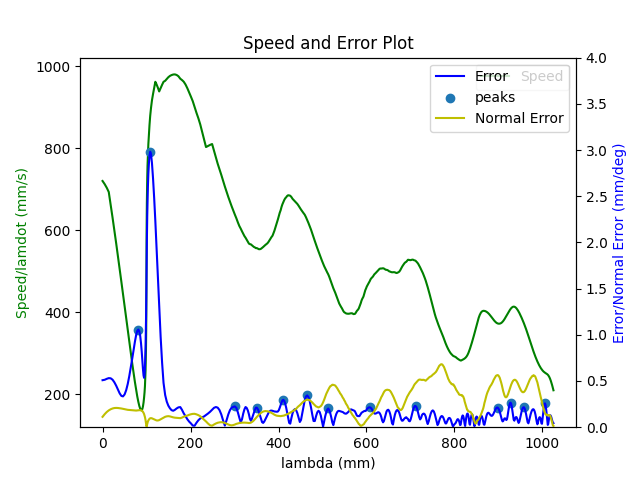 Speed and Error Plot
1000
800
600
400
200
Speed/lamdot (mm/s)
0
200
400
600
800
1000
lambda (mm)
4.0
3.5
3.0
2.5
2.0
1.5
1.0
0.5
0.0
Error/Normal Error (mm/deg)
Error
Speed
peaks
Normal Error